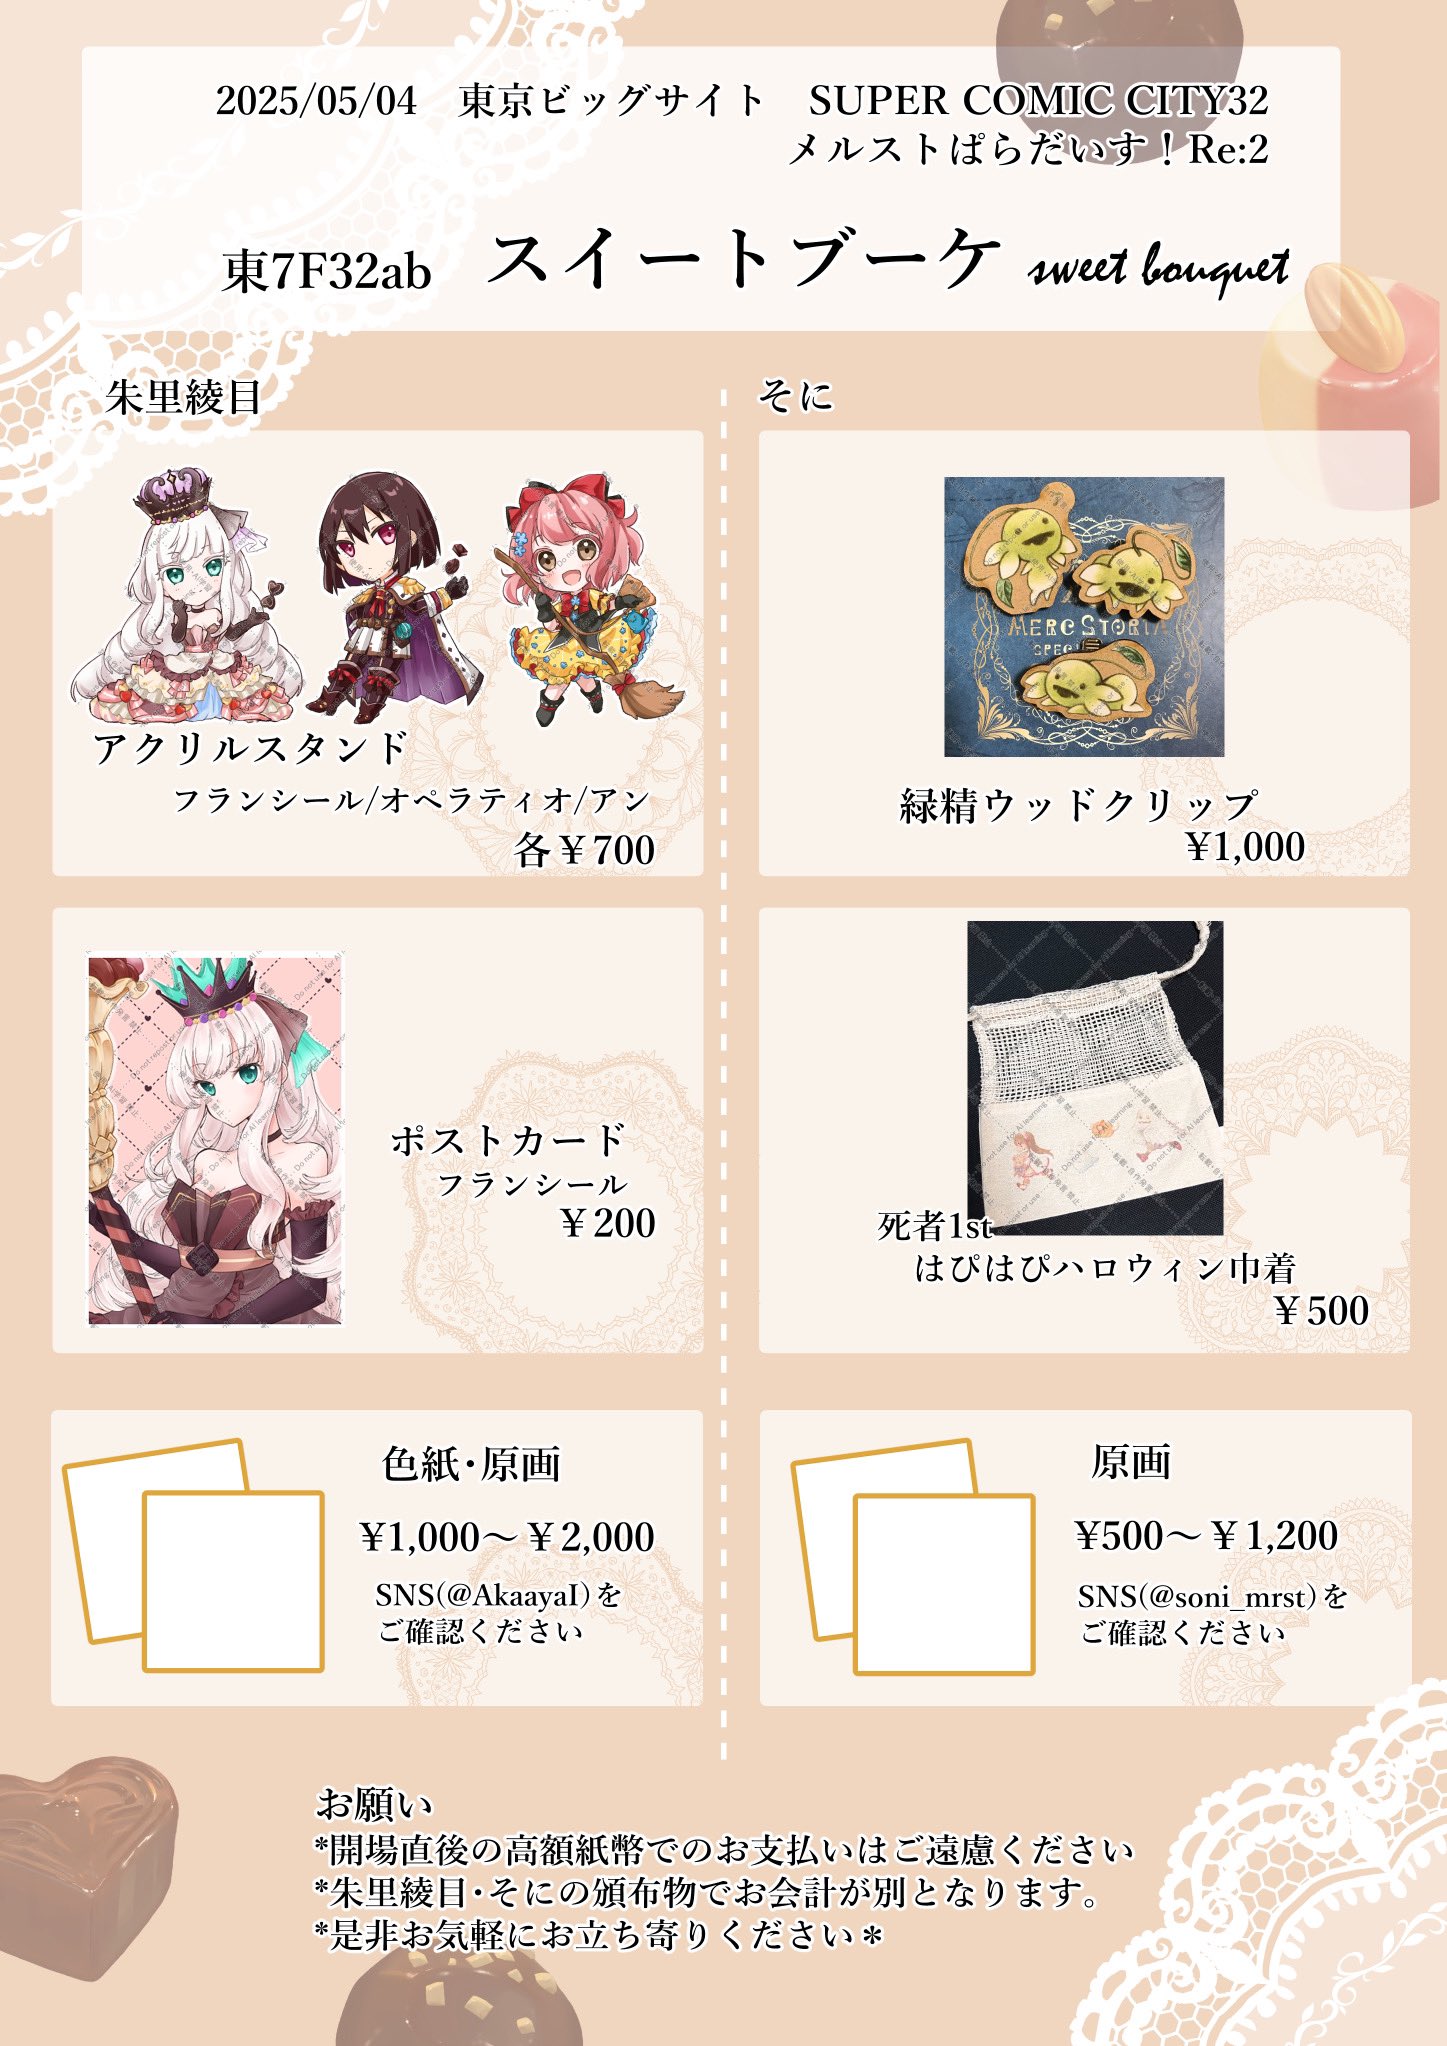 2025/05/04　東京ビッグサイト　SUPER COMIC CITY32
メルストぱらだいす！Re:2
東7F32ab　スイートブーケ sweet bouquet
朱里綾目
アクリルスタンド
フランシール/オペラティオ/アン
各￥700
ポストカード
フランシール
￥200
色紙･原画
¥1,000～￥2,000
SNS(@AkaayaI)を
ご確認ください
そに
MERC STORIA
緑精ウッドクリップ
¥1,000
死者1st
はぴはぴハロウィン巾着
￥500
原画
¥500～￥1,200
SNS(@soni_mrst)を
ご確認ください
お願い
*開場直後の高額紙幣でのお支払いはご遠慮ください
*朱里綾目･そにの頒布物でお会計が別となります。
*是非お気軽にお立ち寄りください＊